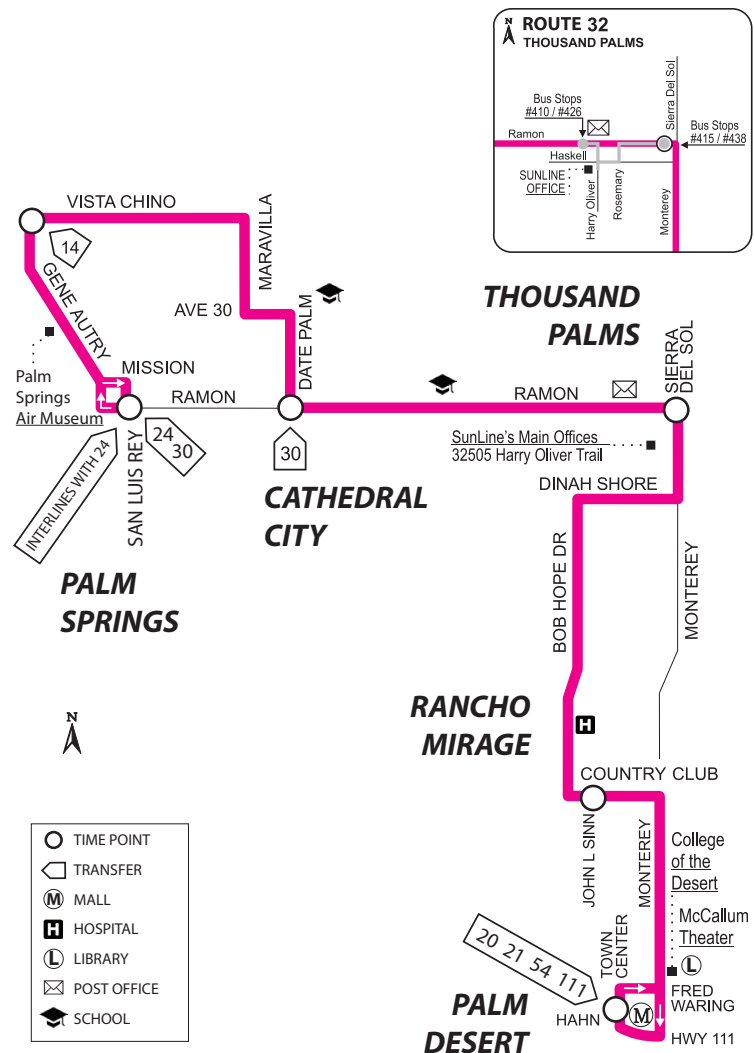 N
ROUTE 32
THOUSAND PALMS
Bus Stops
#410 / #426
Sierra Del Sol
Bus Stops
#415 / #438
Ramon
Haskell
SUNLINE
OFFICE
Harry Oliver
Rosemary
Monterey
VISTA CHINO
14
MARAVILLA
GENE AUTRY
AVE 30
DATE PALM
THOUSAND
PALMS
SIERRA
DEL SOL
Palm
Springs
Air Museum
MISSION
RAMON
RAMON
INTERLINES WITH 24
SAN LUIS REY
24
30
30
SunLine's Main Offices
32505 Harry Oliver Trail
DINAH SHORE
CATHEDRAL
CITY
PALM
SPRINGS
BOB HOPE DR
MONTEREY
N
RANCHO
MIRAGE
H
COUNTRY CLUB
JOHN L SINN
MONTEREY
College
of the
Desert
McCallum
Theater
L
TIME POINT
TRANSFER
M MALL
H HOSPITAL
L LIBRARY
POST OFFICE
SCHOOL
20 21 54 111
TOWN
CENTER
FRED
WARING
HAHN
M
HWY 111
PALM
DESERT